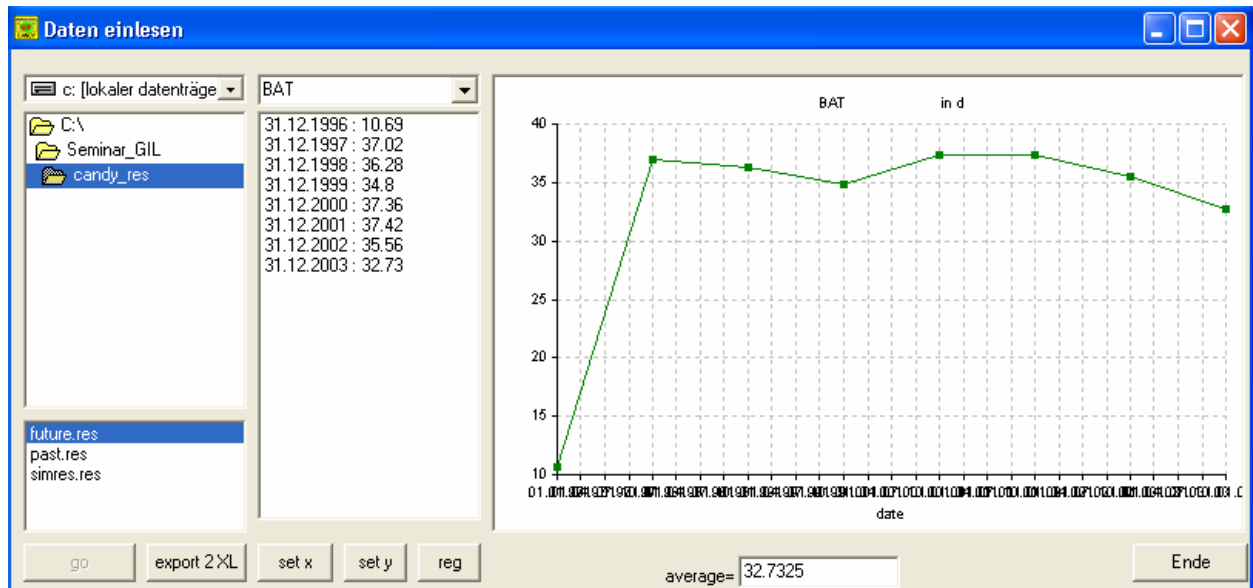 Daten einlesen
c: [lokaler datenträge
C:\
Seminar_GIL
candy_res
future.res
past.res
simres.res
BAT
31.12.1996 : 10.69
31.12.1997 : 37.02
31.12.1998 : 36.28
31.12.1999 : 34.8
31.12.2000 : 37.36
31.12.2001 : 37.42
31.12.2002 : 35.56
31.12.2003 : 32.73
BAT in d
40
35
30
25
20
15
10
date
go
export 2XL
set x
set y
reg
average= 32.7325
Ende